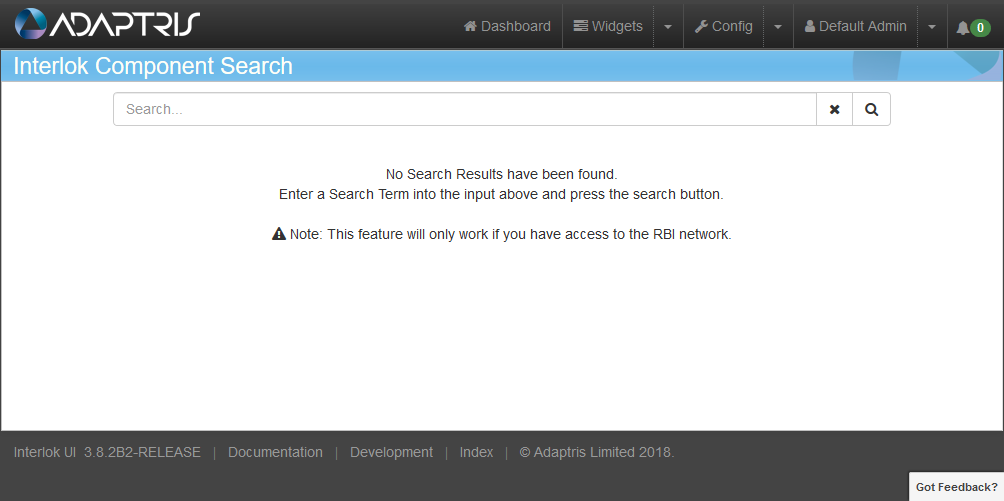 ADAPTRIS
Dashboard Widgets Config Default Admin 0
Interlok Component Search
Search...
No Search Results have been found.
Enter a Search Term into the input above and press the search button.
Note: This feature will only work if you have access to the RBI network.
Interlok UI 3.8.2B2-RELEASE | Documentation | Development | Index | © Adaptris Limited 2018.
Got Feedback?